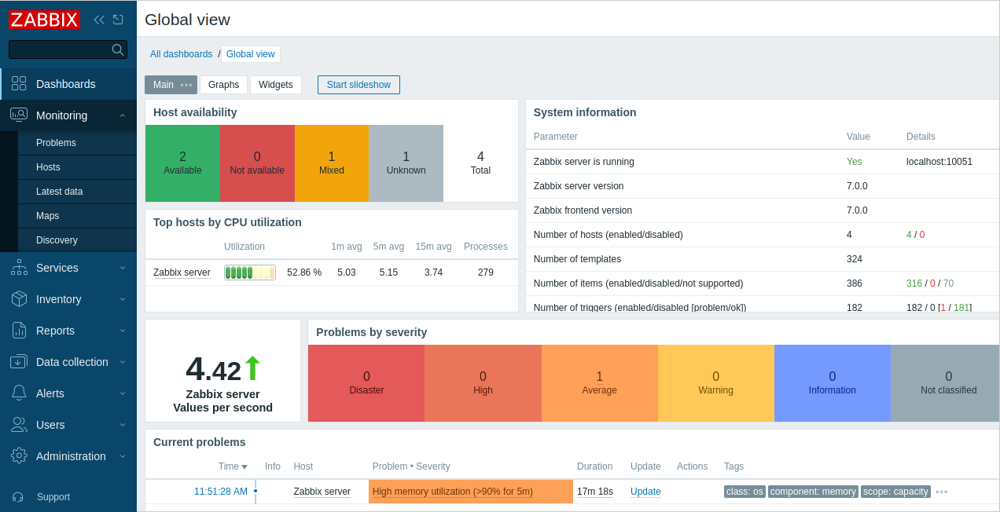 ZABBIX
Dashboards
Monitoring
Problems
Hosts
Latest data
Maps
Discovery
Services
Inventory
Reports
Data collection
Alerts
Users
Administration
Support
Global view
All dashboards / Global view
Main Graphs Widgets Start slideshow
Host availability
2 0 1 1 4
Available Not available Mixed Unknown Total
System information
Parameter Value Details
Zabbix server is running Yes localhost:10051
Zabbix server version 7.0.0
Zabbix frontend version 7.0.0
Number of hosts (enabled/disabled) 4 4 / 0
Number of templates 324
Number of items (enabled/disabled/not supported) 386 316 / 0 / 70
Number of triggers (enabled/disabled [problem/ok]) 182 182 / 0 [1 / 181]
Top hosts by CPU utilization
Utilization 1m avg 5m avg 15m avg Processes
Zabbix server 52.86 % 5.03 5.15 3.74 279
4.42
Zabbix server
Values per second
Problems by severity
0 0 1 0 0 0
Disaster High Average Warning Information Not classified
Current problems
Time Info Host Problem • Severity Duration Update Actions Tags
11:51:28 AM Zabbix server High memory utilization (>90% for 5m) 17m 18s Update class: os component: memory scope: capacity